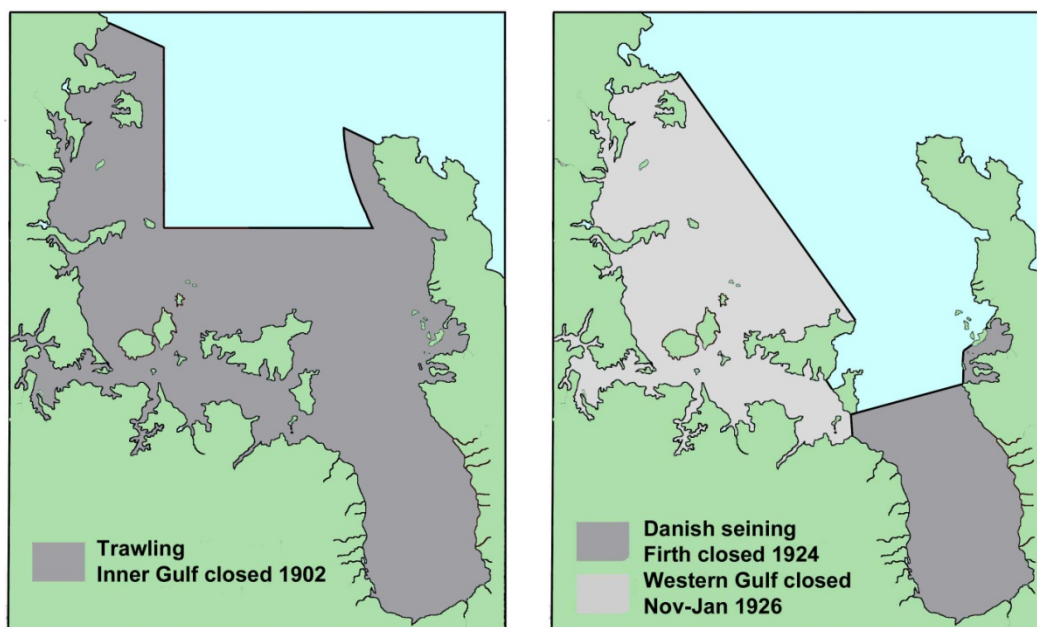 Trawling
Inner Gulf closed 1902
Danish seining
Firth closed 1924
Western Gulf closed
Nov-Jan 1926